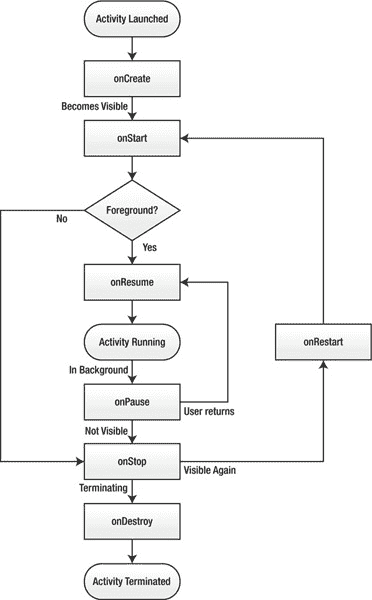 Activity Launched
onCreate
Becomes Visible
onStart
Foreground?
No
Yes
onResume
Activity Running
onRestart
In Background
onPause
User returns
Not Visible
onStop
Visible Again
Terminating
onDestroy
Activity Terminated